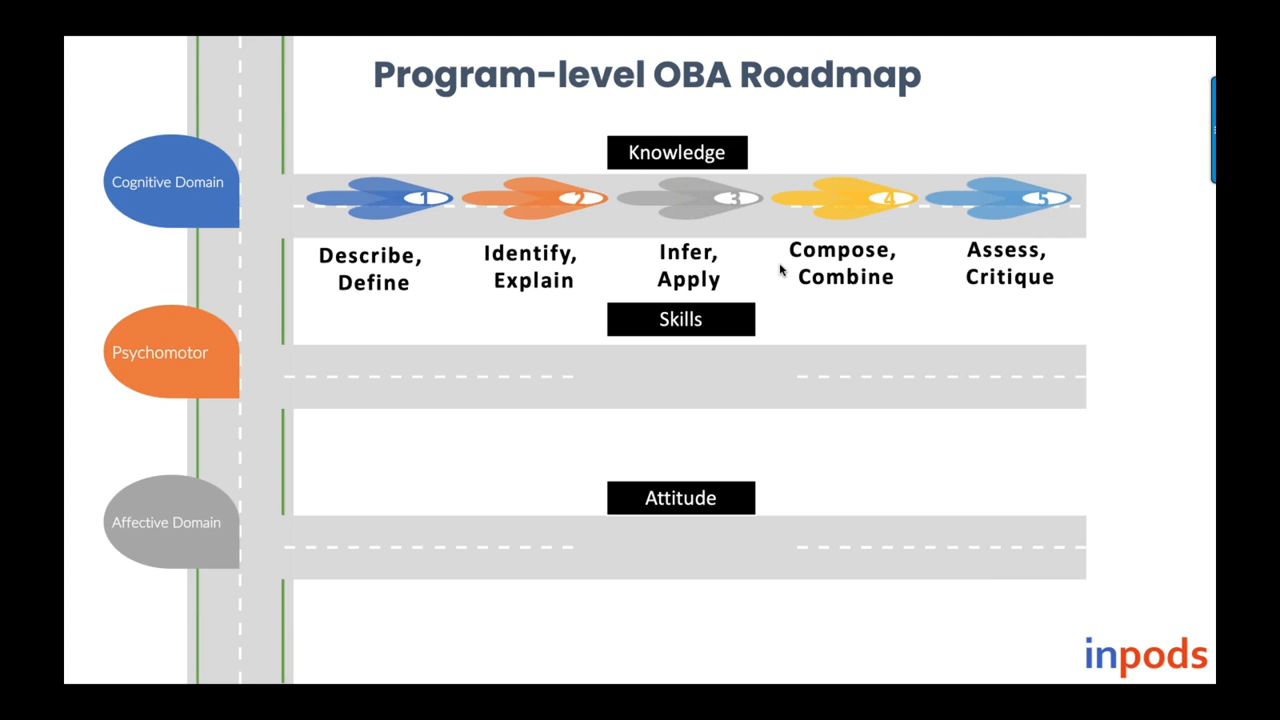 Program-level OBA Roadmap
Knowledge
Cognitive Domain
1
2
3
4
5
Describe,
Define
Identify,
Explain
Infer,
Apply
Compose,
Combine
Assess,
Critique
Skills
Psychomotor
Attitude
Affective Domain
inpods